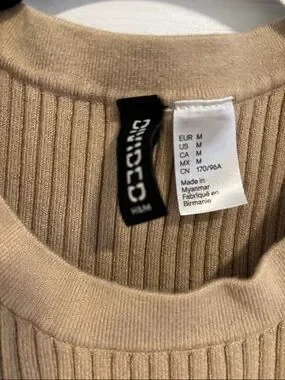 DIVIDED
H&M
EUR M
US M
CA M
MX M
CN 170/96A
Made in
Myanmar
Fabriqué en
Birmanie